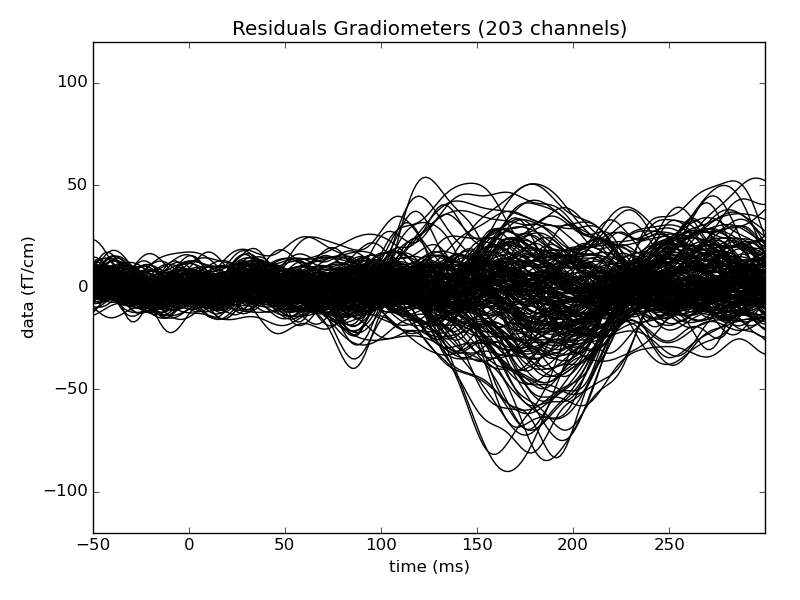 Residuals Gradiometers (203 channels)
100
50
0
−50
−100
data (fT/cm)
−50 0 50 100 150 200 250
time (ms)